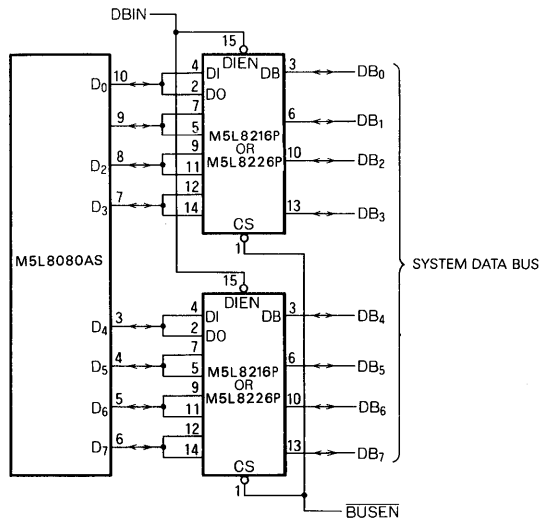 DBIN
15
DIEN
D₀ 10 4 DI DB 3 DB₀
2 DO
9 7 6 DB₁
5 M5L8216P
OR
D₂ 8 9 M5L8226P 10 DB₂
11
D₃ 7 12 13 DB₃
14
CS
1
M5L8080AS
SYSTEM DATA BUS
15
DIEN
D₄ 3 4 DI DB 3 DB₄
2 DO
D₅ 4 7 6 DB₅
5 M5L8216P
OR
D₆ 5 9 M5L8226P 10 DB₆
11
D₇ 6 12 13 DB₇
14
CS
1
B̅U̅S̅E̅N̅